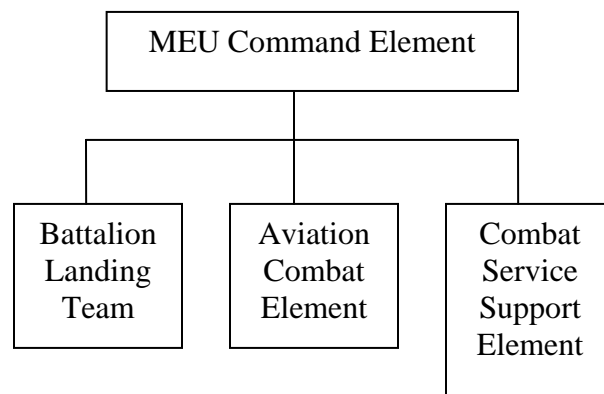 MEU Command Element
Battalion
Landing
Team
Aviation
Combat
Element
Combat
Service
Support
Element